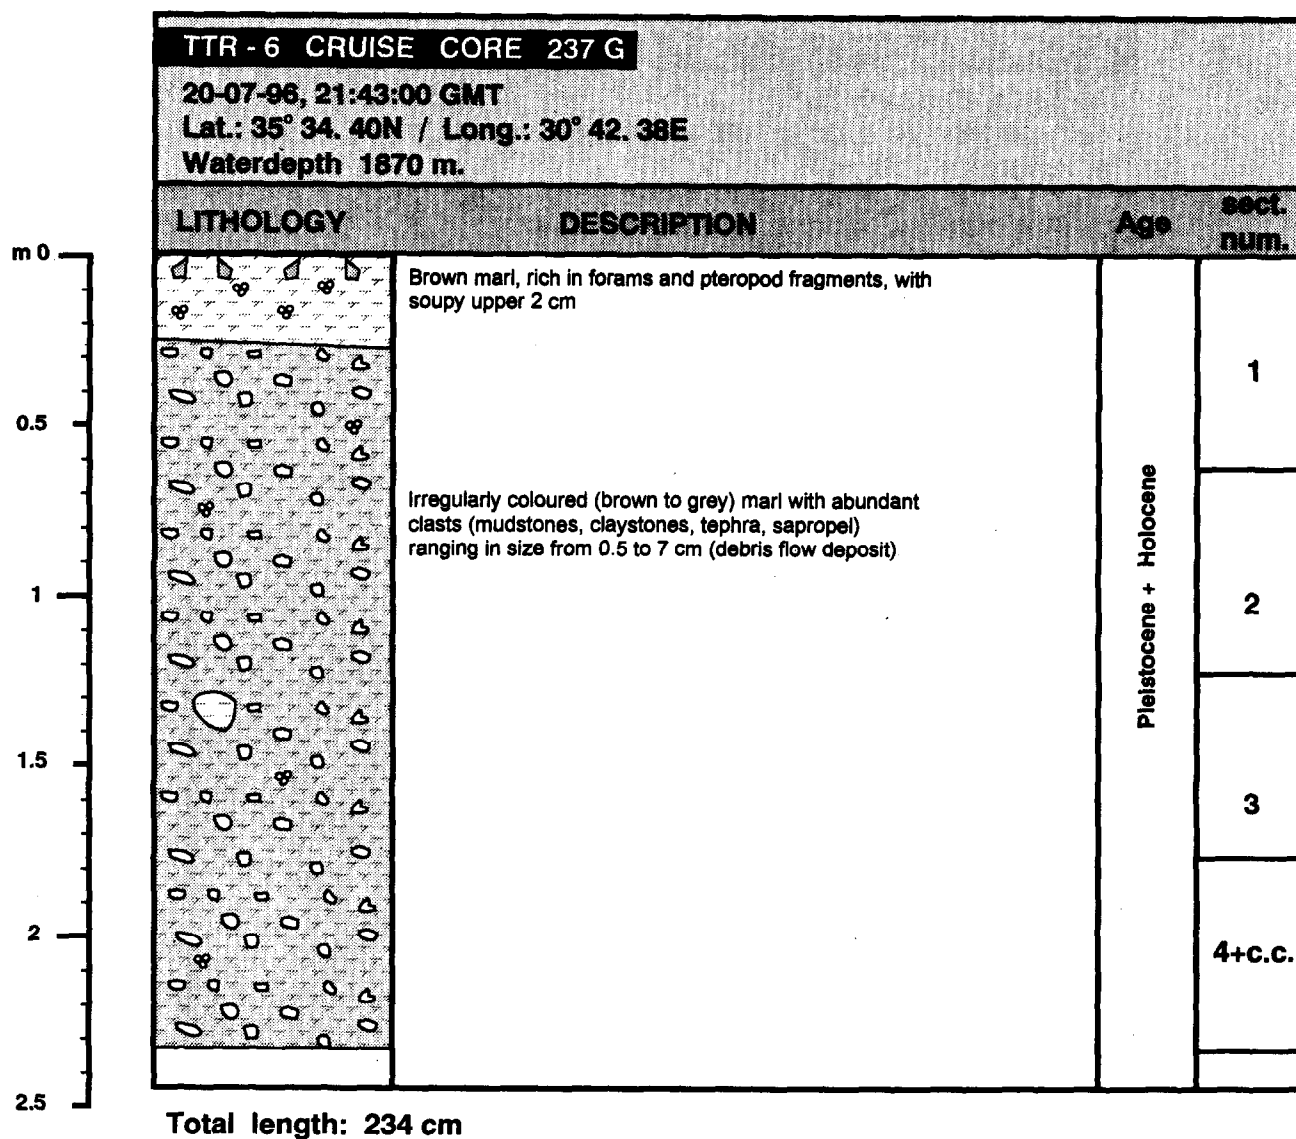 TTR - 6 CRUISE CORE 237 G
20-07-96, 21:43:00 GMT
Lat.: 35° 34. 40N / Long.: 30° 42. 38E
Waterdepth 1870 m.
LITHOLOGY
DESCRIPTION
Age
sect.
num.
m 0
0.5
1
1.5
2
2.5
Brown marl, rich in forams and pteropod fragments, with
soupy upper 2 cm
Irregularly coloured (brown to grey) marl with abundant
clasts (mudstones, claystones, tephra, sapropel)
ranging in size from 0.5 to 7 cm (debris flow deposit)
Pleistocene + Holocene
1
2
3
4+c.c.
Total length: 234 cm